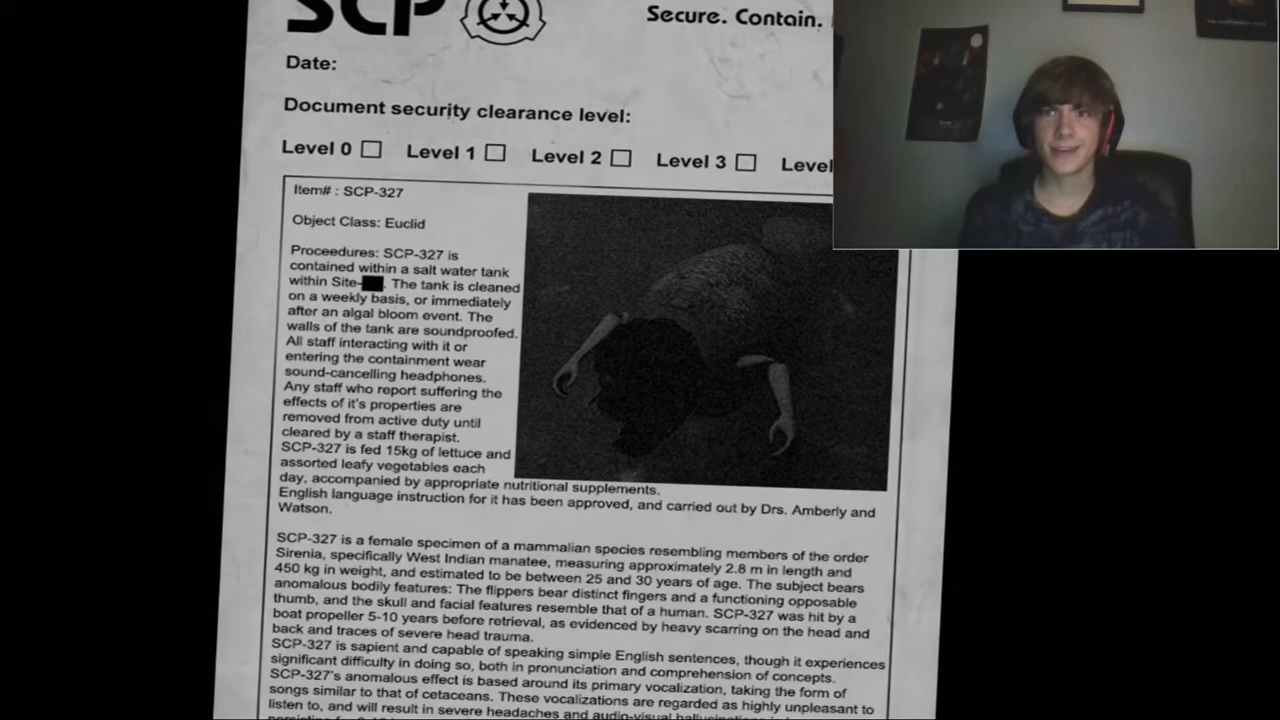 SCP
Secure. Contain.
Date:
Document security clearance level:
Level 0 Level 1 Level 2 Level 3 Level
Item# : SCP-327
Object Class: Euclid
Proceedures: SCP-327 is
contained within a salt water tank
within Site-. The tank is cleaned
on a weekly basis, or immediately
after an algal bloom event. The
walls of the tank are soundproofed.
All staff interacting with it or
entering the containment wear
sound-cancelling headphones.
Any staff who report suffering the
effects of it's properties are
removed from active duty until
cleared by a staff therapist.
SCP-327 is fed 15kg of lettuce and
assorted leafy vegetables each
day, accompanied by appropriate nutritional supplements.
English language instruction for it has been approved, and carried out by Drs. Amberly and
Watson.
SCP-327 is a female specimen of a mammalian species resembling members of the order
Sirenia, specifically West Indian manatee, measuring approximately 2.8 m in length and
450 kg in weight, and estimated to be between 25 and 30 years of age. The subject bears
anomalous bodily features: The flippers bear distinct fingers and a functioning opposable
thumb, and the skull and facial features resemble that of a human. SCP-327 was hit by a
boat propeller 5-10 years before retrieval, as evidenced by heavy scarring on the head and
back and traces of severe head trauma.
SCP-327 is sapient and capable of speaking simple English sentences, though it experiences
significant difficulty in doing so, both in pronunciation and comprehension of concepts.
SCP-327's anomalous effect is based around its primary vocalization, taking the form of
songs similar to that of cetaceans. These vocalizations are regarded as highly unpleasant to
listen to, and will result in severe headaches and audio-visual hallucinations